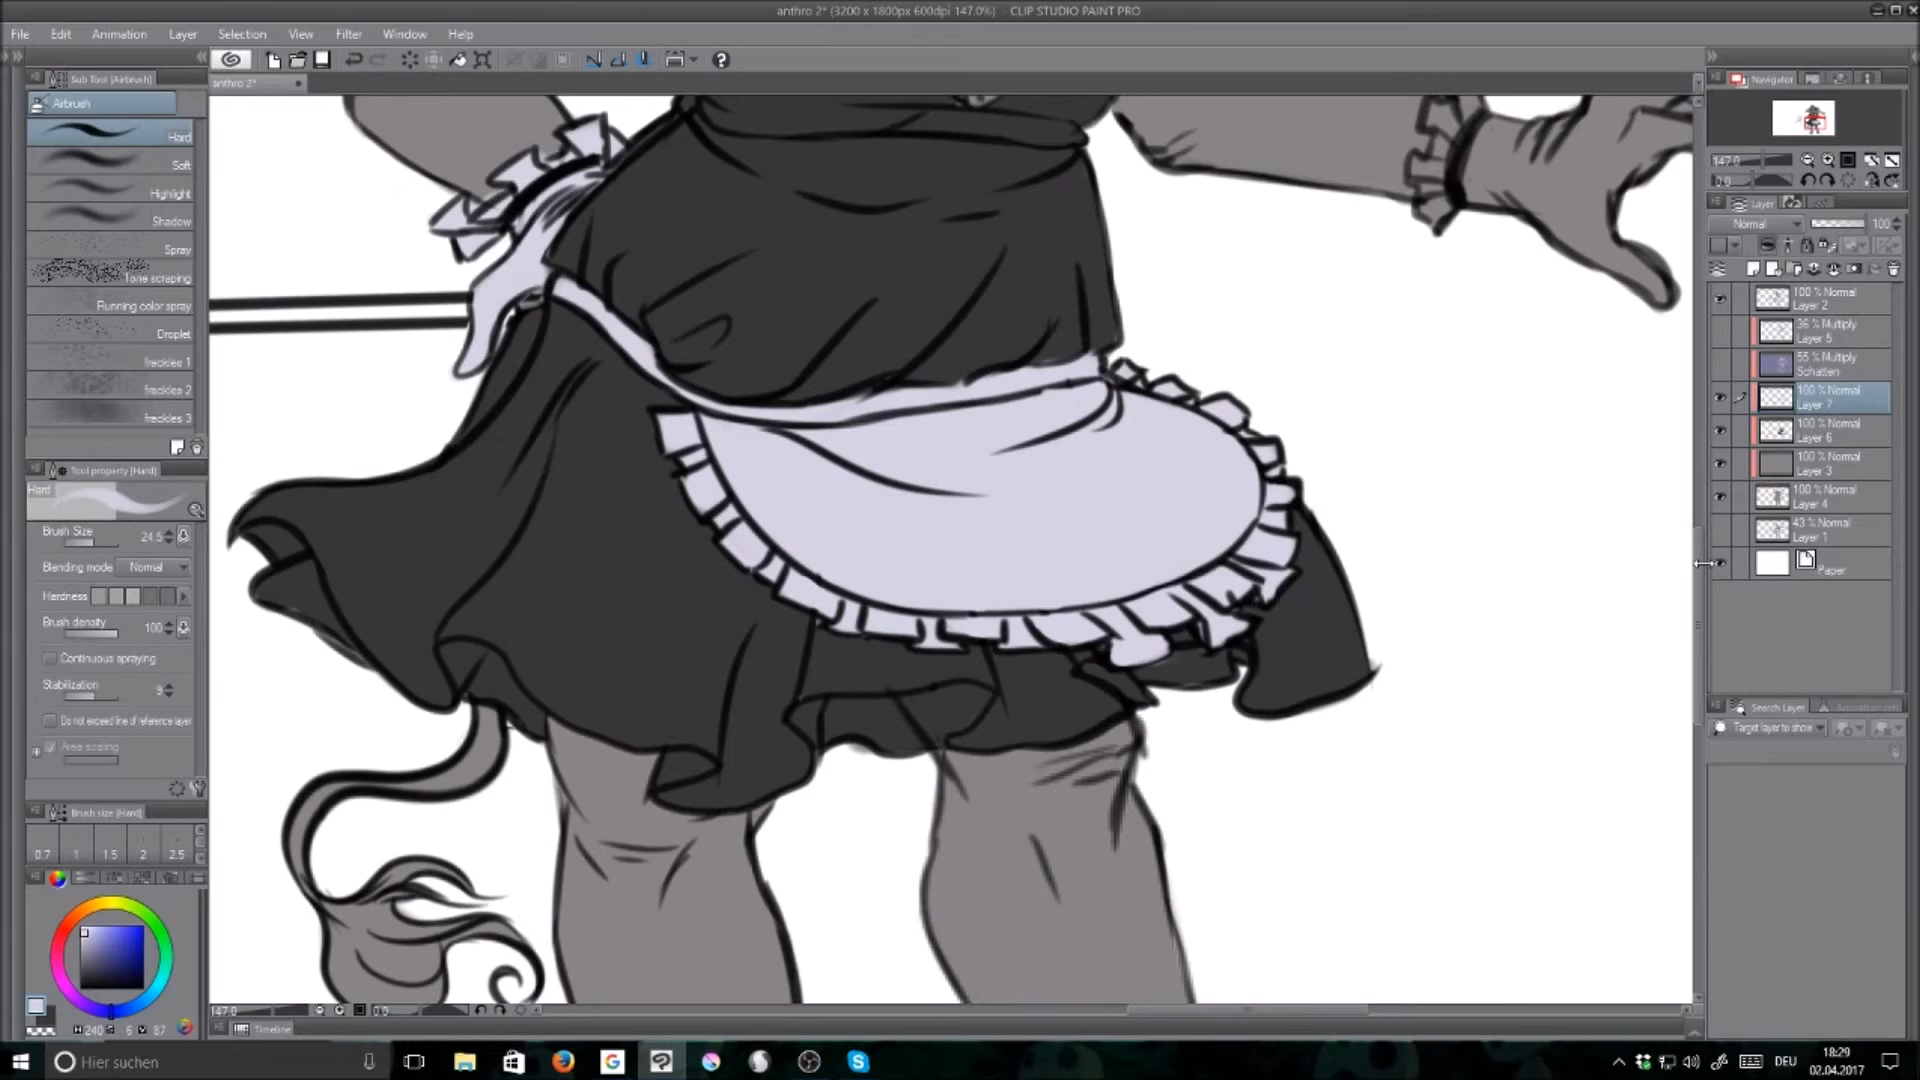 anthro 2* (3200 x 1800px 600dpi 147.0%) - CLIP STUDIO PAINT PRO
File Edit Animation Layer Selection View Filter Window Help
Sub Tool [Airbrush]
anthro 2*
Navigator
Airbrush
Hard
Soft
Highlight
Shadow
Spray
Tone scraping
Running color spray
Droplet
freckles 1
freckles 2
freckles 3
147.0
0.0
Layer
Normal 100
100 % Normal
Layer 2
36 % Multiply
Layer 5
55 % Multiply
Schatten
100 % Normal
Layer 7
100 % Normal
Layer 6
100 % Normal
Layer 3
100 % Normal
Layer 4
43 % Normal
Layer 1
Paper
Tool property [Hard]
Hard
Brush Size 24.5
Blending mode Normal
Hardness
Brush density 100
Continuous spraying
Stabilization 9
Do not exceed line of reference layer
Area scaling
Search Layer
Target layer to show
Brush size [Hard]
0.7 1 1.5 2 2.5
H 240 S 6 V 87
147.0 0.0
Timeline
Hier suchen
DEU
18:29
02.04.2017